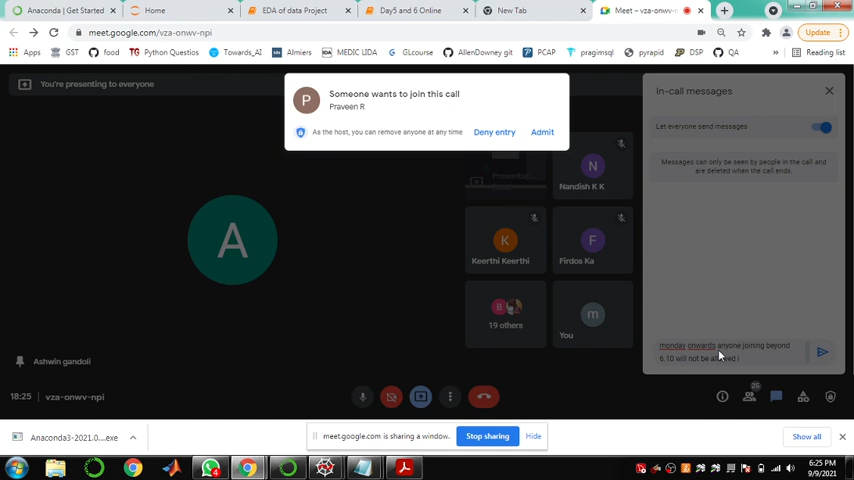 Anaconda | Get Started
Home
EDA of data Project
Day5 and 6 Online
New Tab
Meet – vza-onwv-n
meet.google.com/vza-onwv-npi
Update
Apps
GST
food
Python Questions
Towards_AI
AImiers
MEDIC LIDA
GLcourse
AllenDowney git
PCAP
pragimsql
pyrapid
DSP
QA
Reading list
You're presenting to everyone
Someone wants to join this call
P
Praveen R
As the host, you can remove anyone at any time
Deny entry
Admit
In-call messages
Let everyone send messages
Messages can only be seen by people in the call and
are deleted when the call ends.
A
N
Nandish K K
K
Keerthi Keerthi
F
Firdos Ka
B
19 others
m
You
monday onwards anyone joining beyond
6.10 will not be allowed i
Ashwin gandoli
18:25
vza-onwv-npi
25
Anaconda3-2021.0....exe
meet.google.com is sharing a window.
Stop sharing
Hide
Show all
4
6:25 PM
9/9/2021